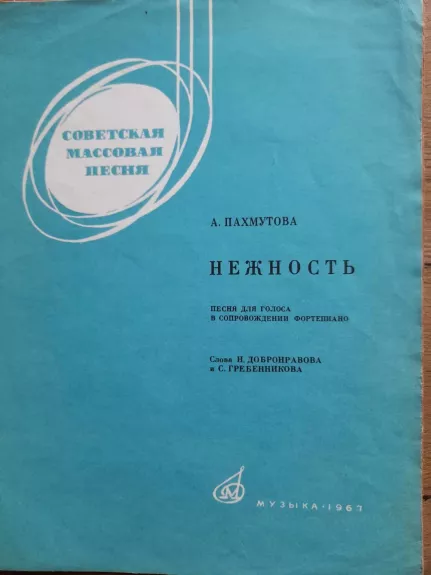 СОВЕТСКАЯ
МАССОВАЯ
ПЕСНЯ
А. ПАХМУТОВА
НЕЖНОСТЬ
ПЕСНЯ ДЛЯ ГОЛОСА
В СОПРОВОЖДЕНИИ ФОРТЕПИАНО
Слова Н. ДОБРОНРАВОВА
и С. ГРЕБЕННИКОВА
МУЗЫКА·1967